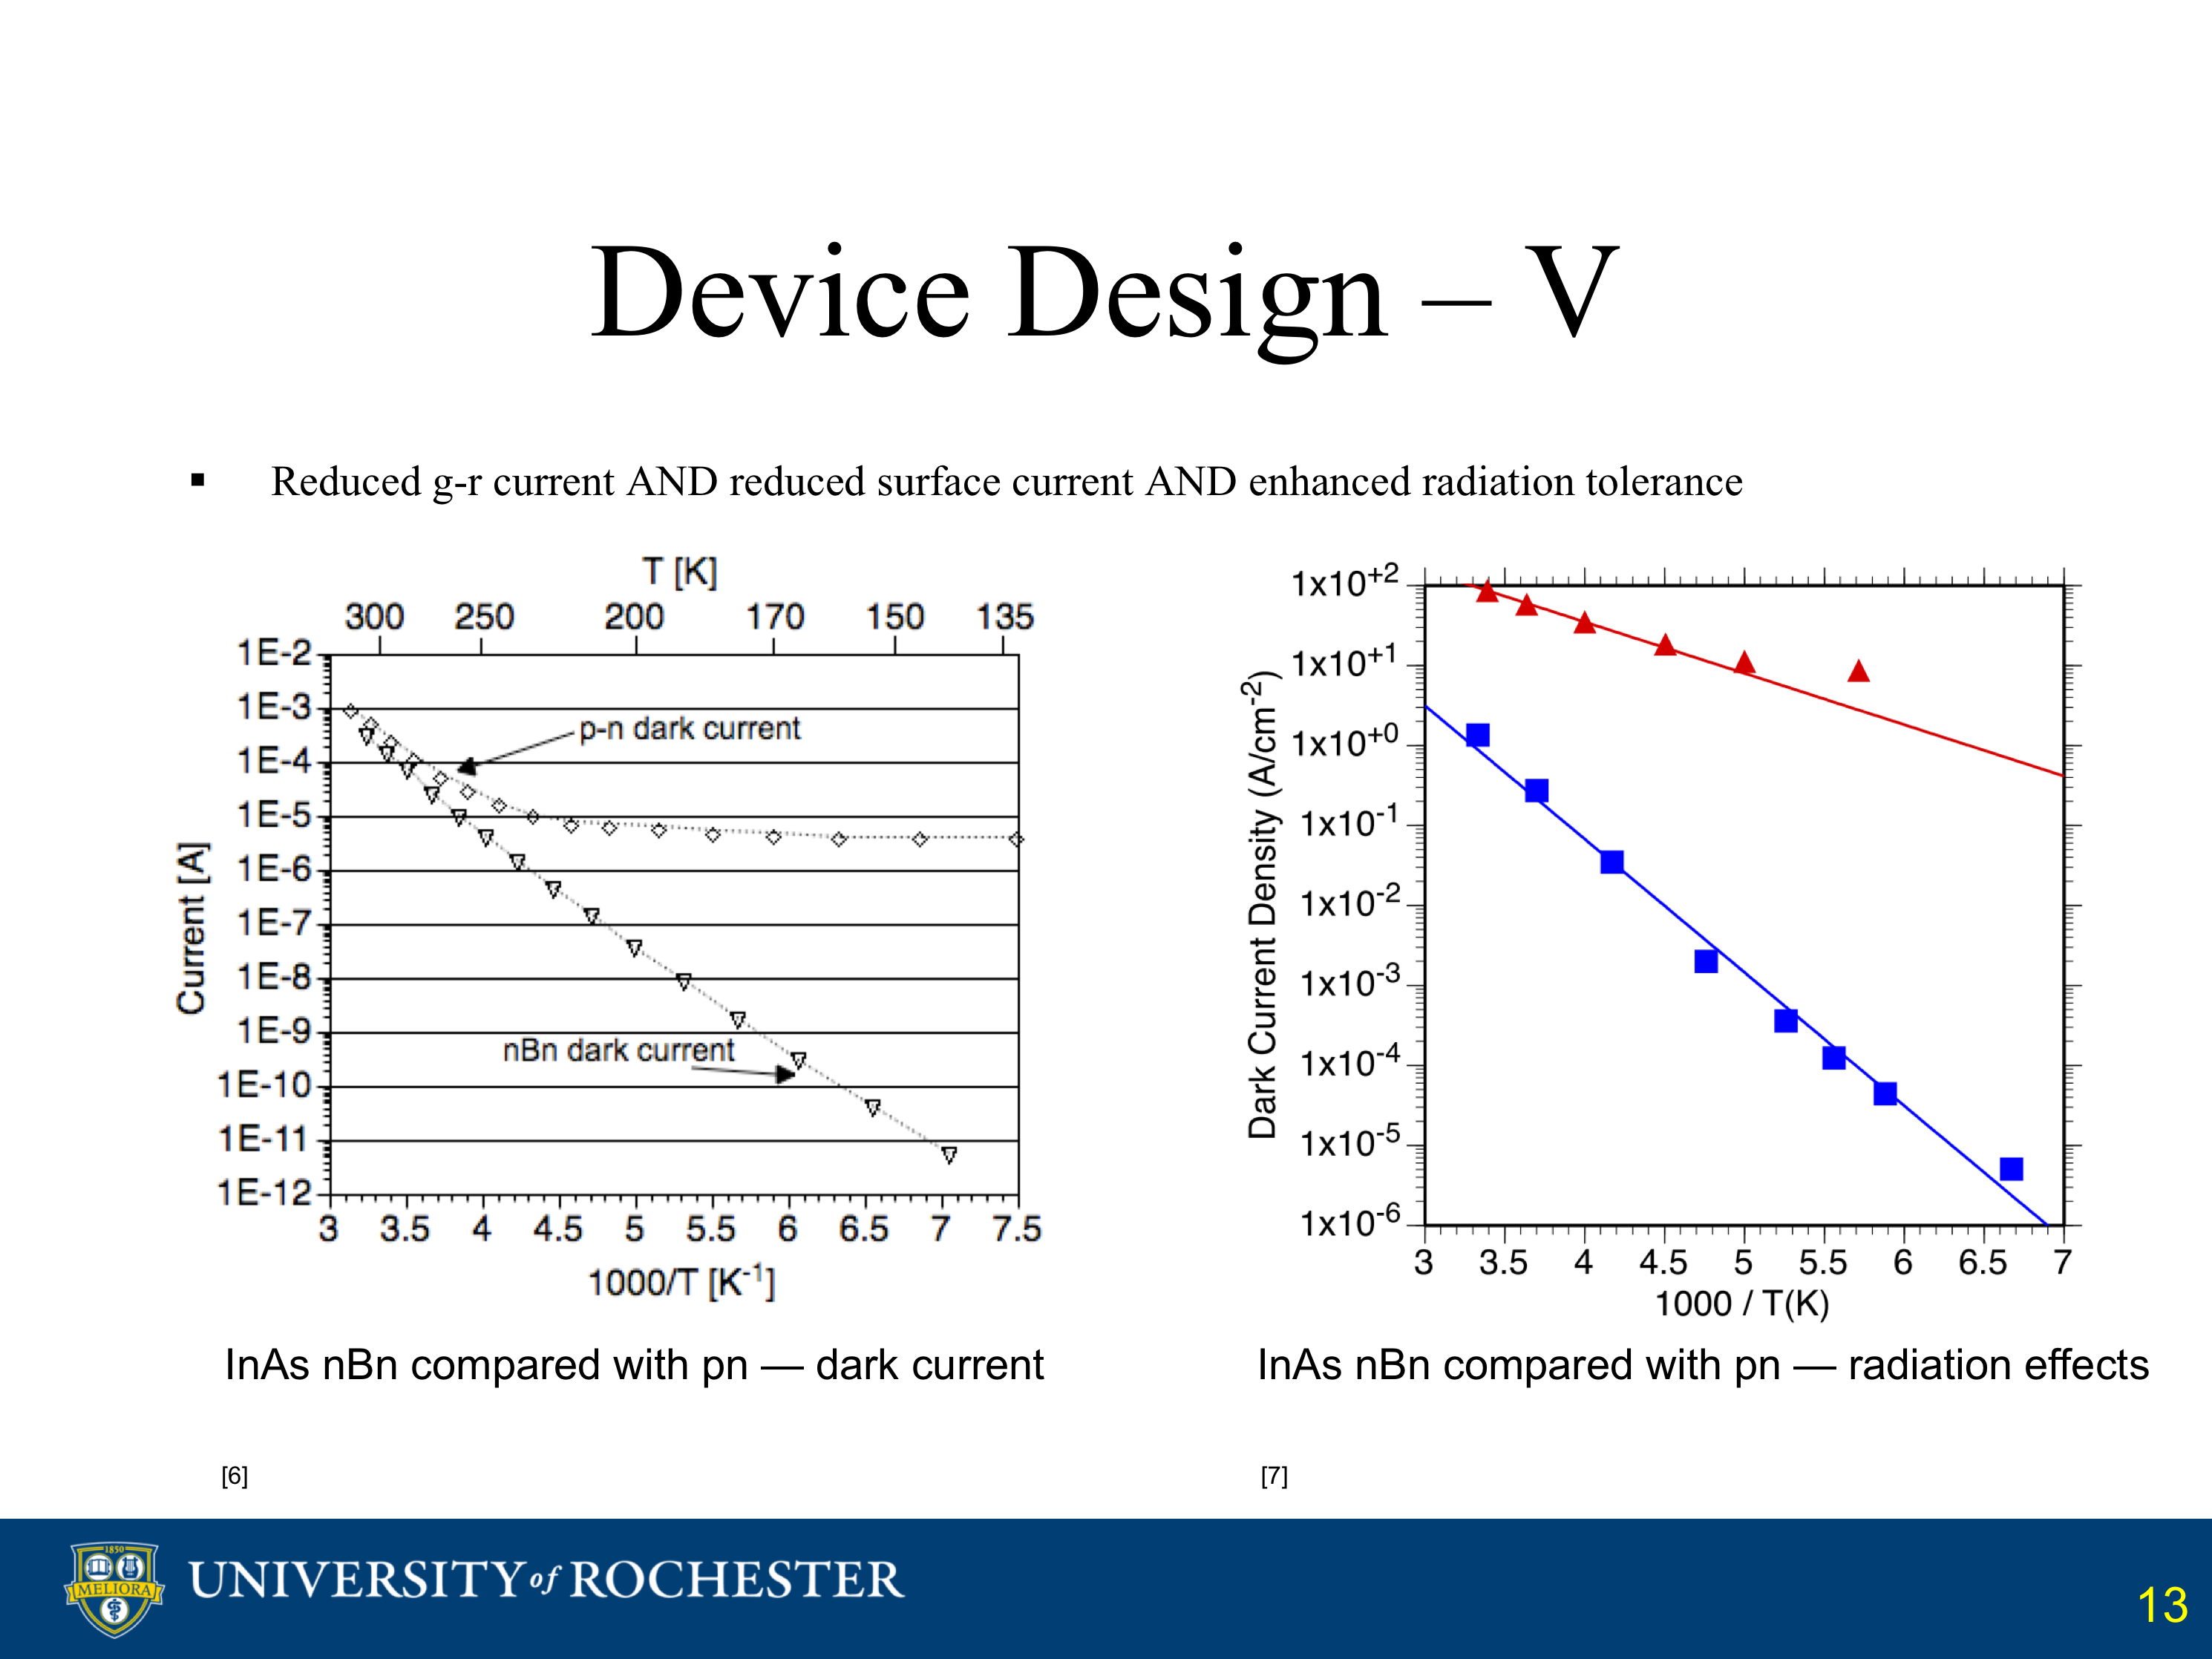 Device Design – V
▪ Reduced g-r current AND reduced surface current AND enhanced radiation tolerance
T [K]
300 250 200 170 150 135
1E-2
1E-3
1E-4
1E-5
1E-6
1E-7
1E-8
1E-9
1E-10
1E-11
1E-12
Current [A]
p-n dark current
nBn dark current
3 3.5 4 4.5 5 5.5 6 6.5 7 7.5
1000/T [K⁻¹]
InAs nBn compared with pn — dark current
[6]
1x10⁺²
1x10⁺¹
1x10⁺⁰
1x10⁻¹
1x10⁻²
1x10⁻³
1x10⁻⁴
1x10⁻⁵
1x10⁻⁶
Dark Current Density (A/cm⁻²)
3 3.5 4 4.5 5 5.5 6 6.5 7
1000 / T(K)
InAs nBn compared with pn — radiation effects
[7]
1850
MELIORA
UNIVERSITY of ROCHESTER
13